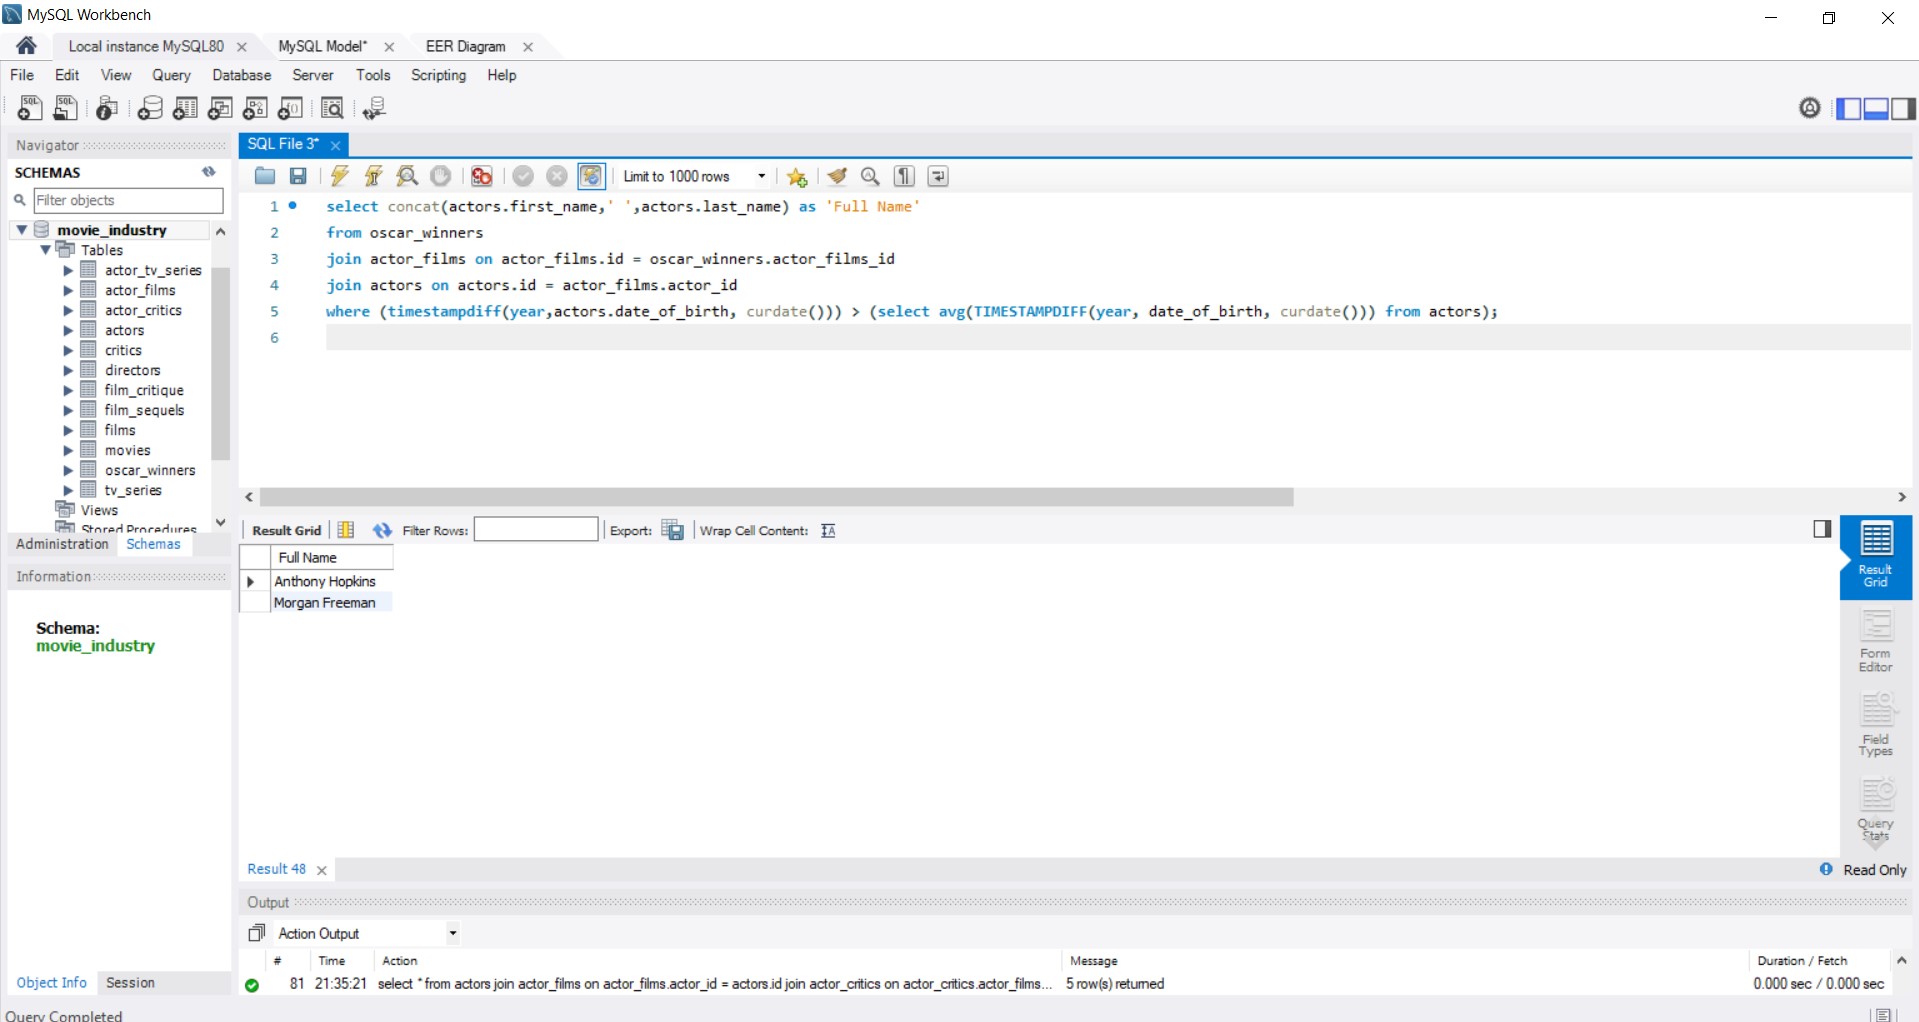 MySQL Workbench
Local instance MySQL80 MySQL Model* EER Diagram
File Edit View Query Database Server Tools Scripting Help
Navigator
SQL File 3*
SCHEMAS
Filter objects
Limit to 1000 rows
movie_industry
Tables
actor_tv_series
actor_films
actor_critics
actors
critics
directors
film_critique
film_sequels
films
movies
oscar_winners
tv_series
Views
Stored Procedures
Administration Schemas
Information
Schema:
movie_industry
Object Info Session
1 select concat(actors.first_name,' ',actors.last_name) as 'Full Name'
2 from oscar_winners
3 join actor_films on actor_films.id = oscar_winners.actor_films_id
4 join actors on actors.id = actor_films.actor_id
5 where (timestampdiff(year,actors.date_of_birth, curdate())) > (select avg(TIMESTAMPDIFF(year, date_of_birth, curdate())) from actors);
6
Result Grid Filter Rows: Export: Wrap Cell Content:
Full Name
Anthony Hopkins
Morgan Freeman
Result
Grid
Form
Editor
Field
Types
Query
Stats
Result 48
Read Only
Output
Action Output
# Time Action Message Duration / Fetch
81 21:35:21 select * from actors join actor_films on actor_films.actor_id = actors.id join actor_critics on actor_critics.actor_films... 5 row(s) returned 0.000 sec / 0.000 sec
Query Completed